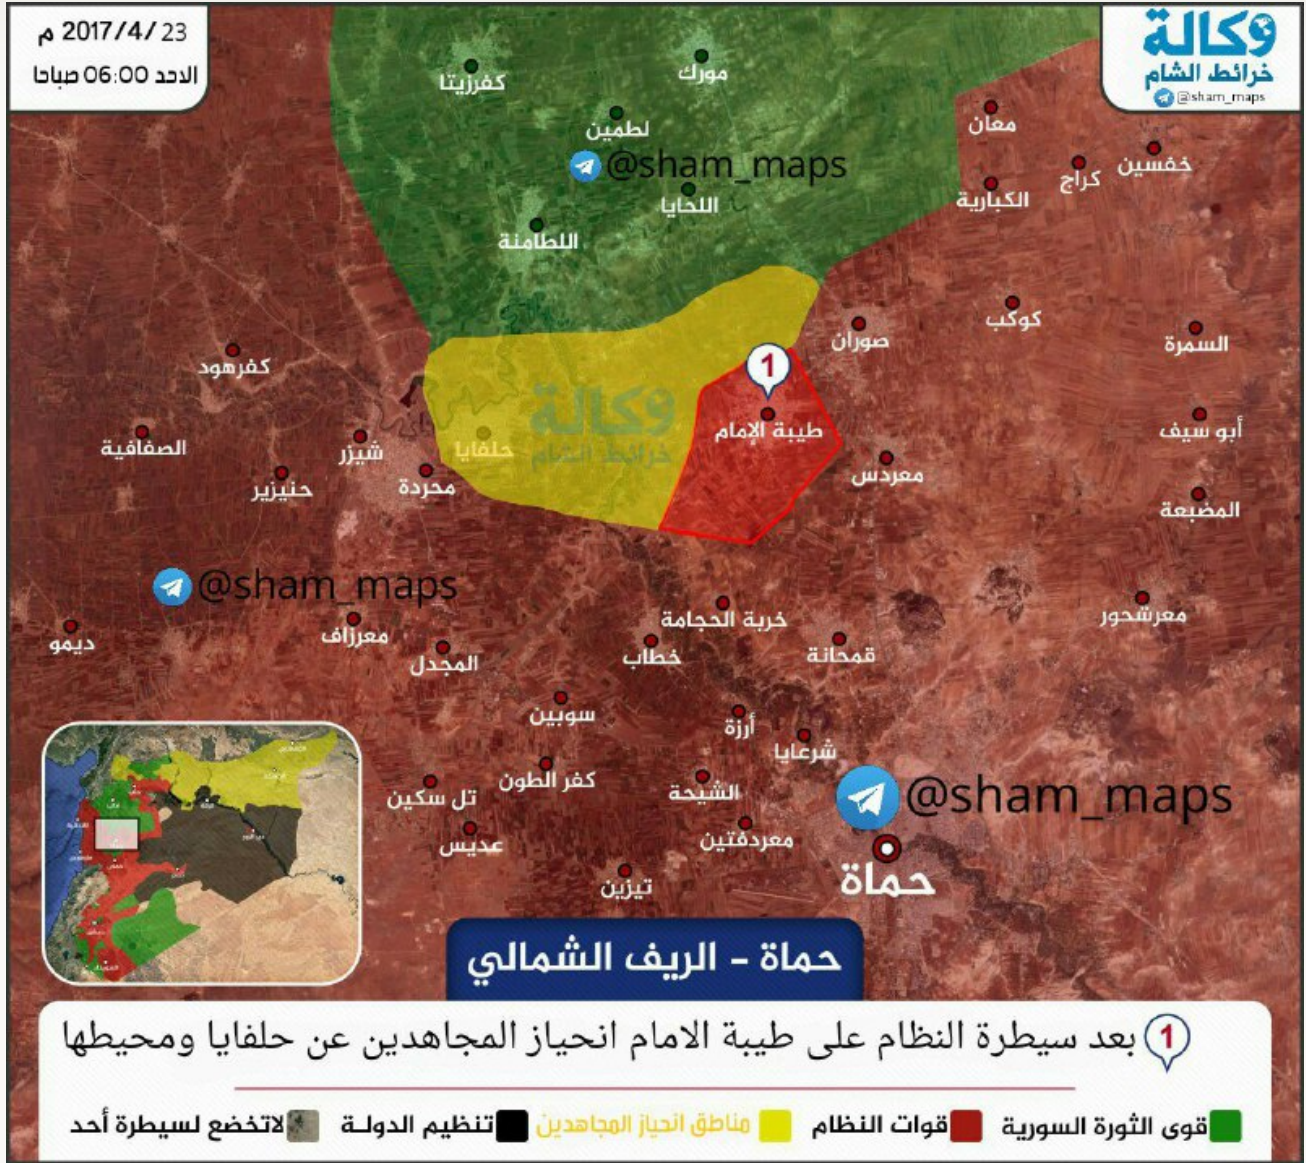 2017/4/23 م
الاحد 06:00 صباحا
وكالة
خرائط الشام
@sham_maps
كفرزيتا
مورك
لطمين
@sham_maps
معان
خفسين
كراج
الكبارية
اللحايا
اللطامنة
كوكب
صوران
السمرة
كفرهود
1
وكالة
خرائط الشام
طيبة الإمام
حلفايا
أبو سيف
الصفافية
شيزر
محردة
حنيزير
معردس
المضبعة
@sham_maps
معرشحور
خربة الحجامة
معرزاف
ديمو
المجدل
خطاب
قمحانة
سوبين
أرزة
شرعايا
كفر الطون
الشيحة
تل سكين
@sham_maps
معردفتين
عديس
تيزين
حماة
حماة - الريف الشمالي
1 بعد سيطرة النظام على طيبة الامام انحياز المجاهدين عن حلفايا ومحيطها
قوى الثورة السورية قوات النظام مناطق انحياز المجاهدين تنظيم الدولة لاتخضع لسيطرة أحد